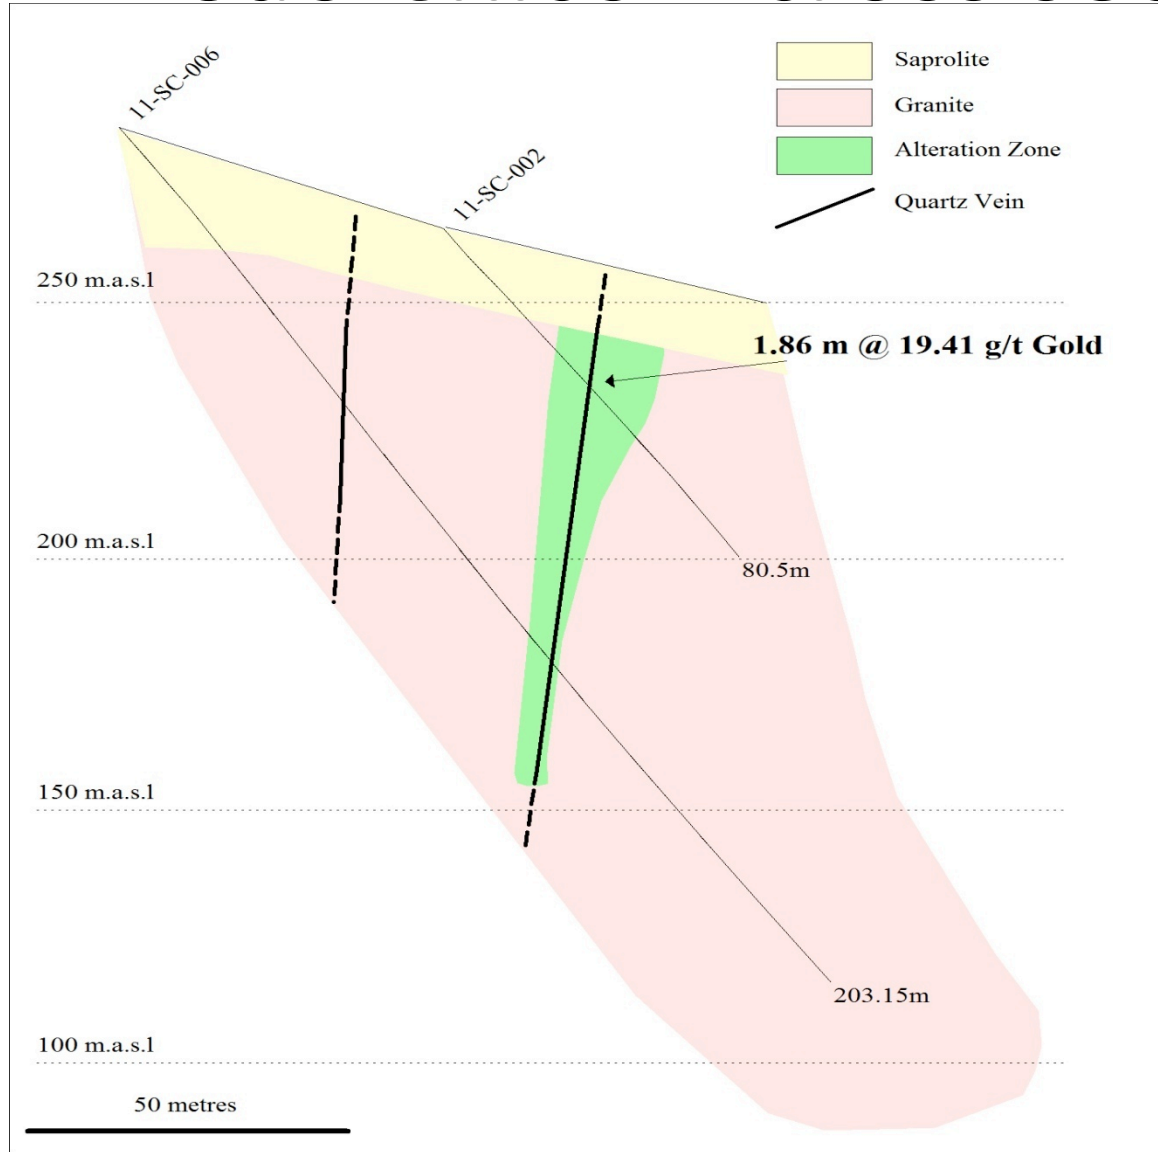 11-SC-006
11-SC-002
Saprolite
Granite
Alteration Zone
Quartz Vein
250 m.a.s.l
1.86 m @ 19.41 g/t Gold
200 m.a.s.l
80.5m
150 m.a.s.l
203.15m
100 m.a.s.l
50 metres